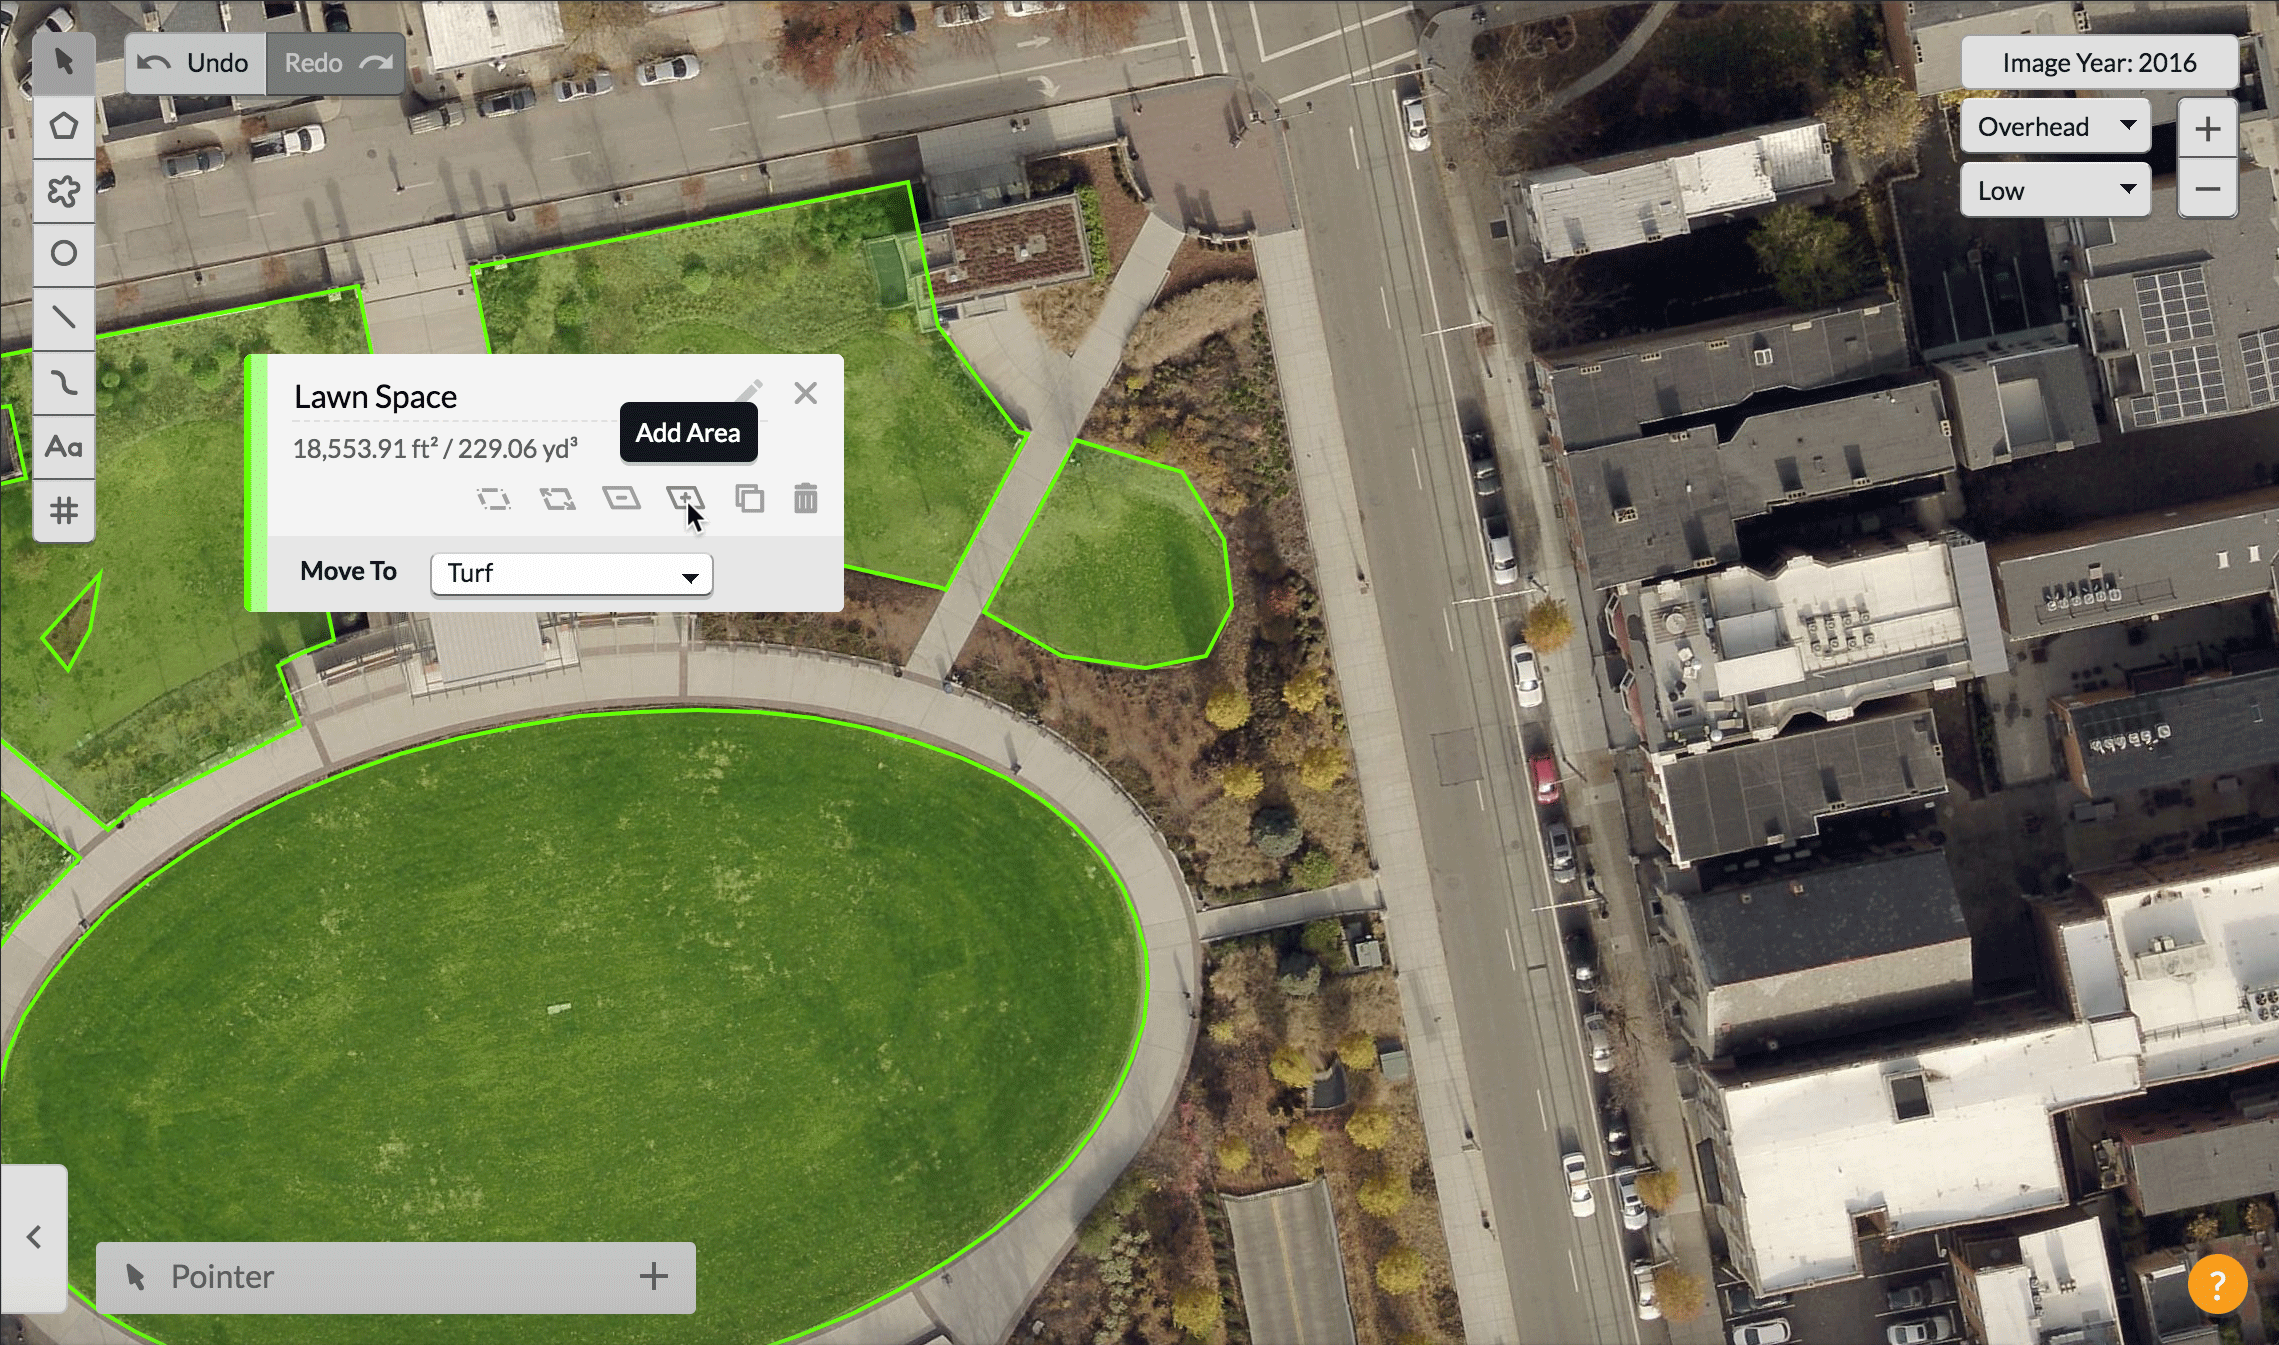 Undo
Redo
Image Year: 2016
Overhead
Low
Lawn Space
Add Area
18,553.91 ft² / 229.06 yd³
Aa
Move To
Turf
Pointer
?